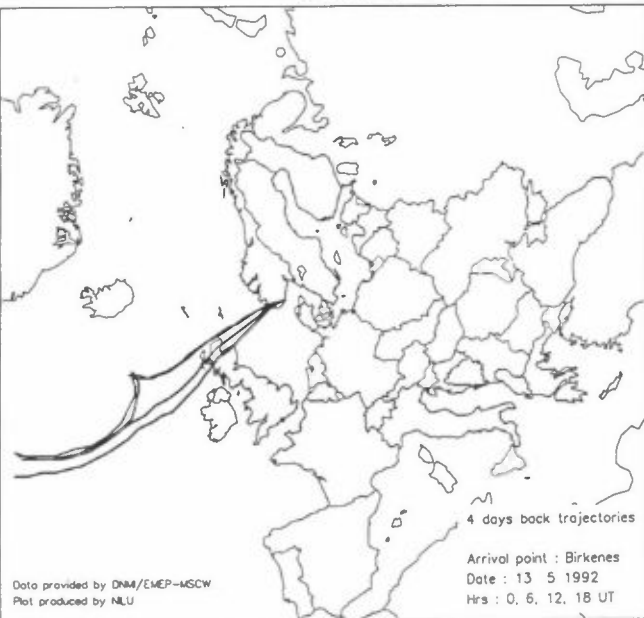 4 days back trajectories
Arrival point : Birkenes
Date : 13 5 1992
Hrs : 0, 6, 12, 18 UT
Data provided by DNMI/EMEP-MSCW
Plot produced by NILU